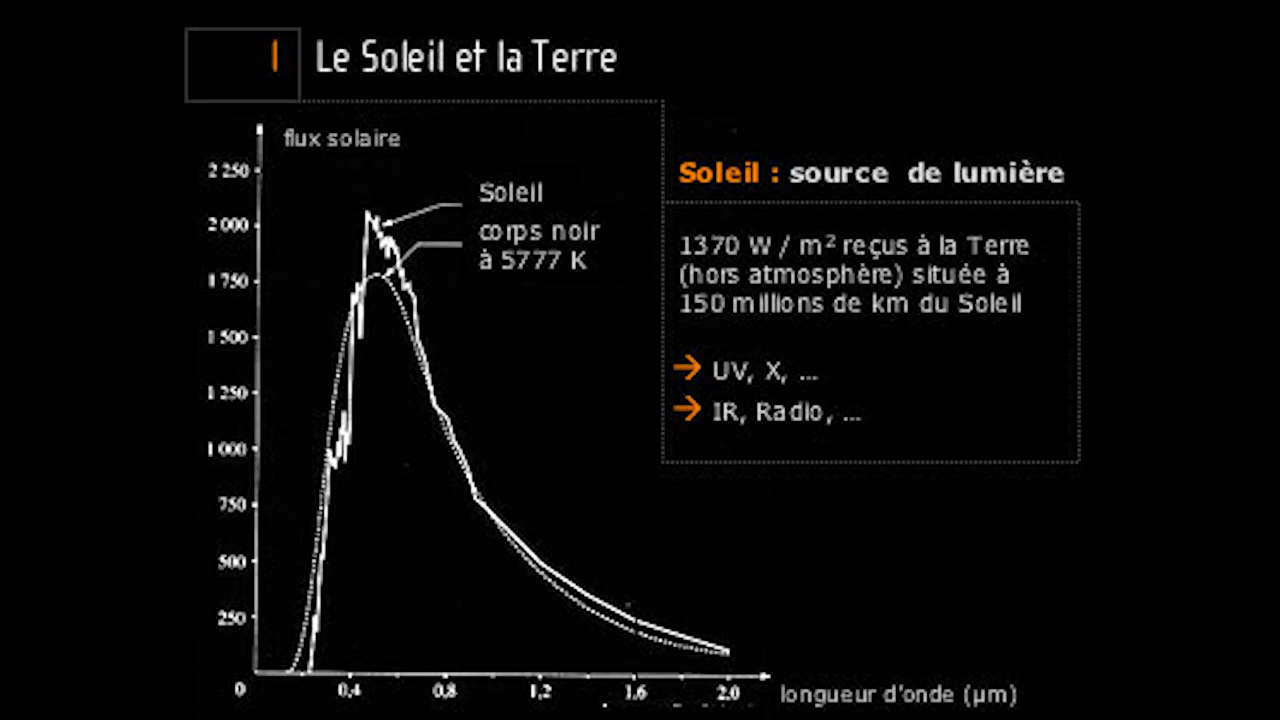 I Le Soleil et la Terre
flux solaire
2 250
2 000
1 750
1 500
1 250
1 000
750
500
250
0 0,4 0,8 1,2 1,6 2,0
longueur d'onde (µm)
Soleil
corps noir
à 5777 K
Soleil : source de lumière
1370 W / m² reçus à la Terre
(hors atmosphère) située à
150 millions de km du Soleil
→ UV, X, ...
→ IR, Radio, ...